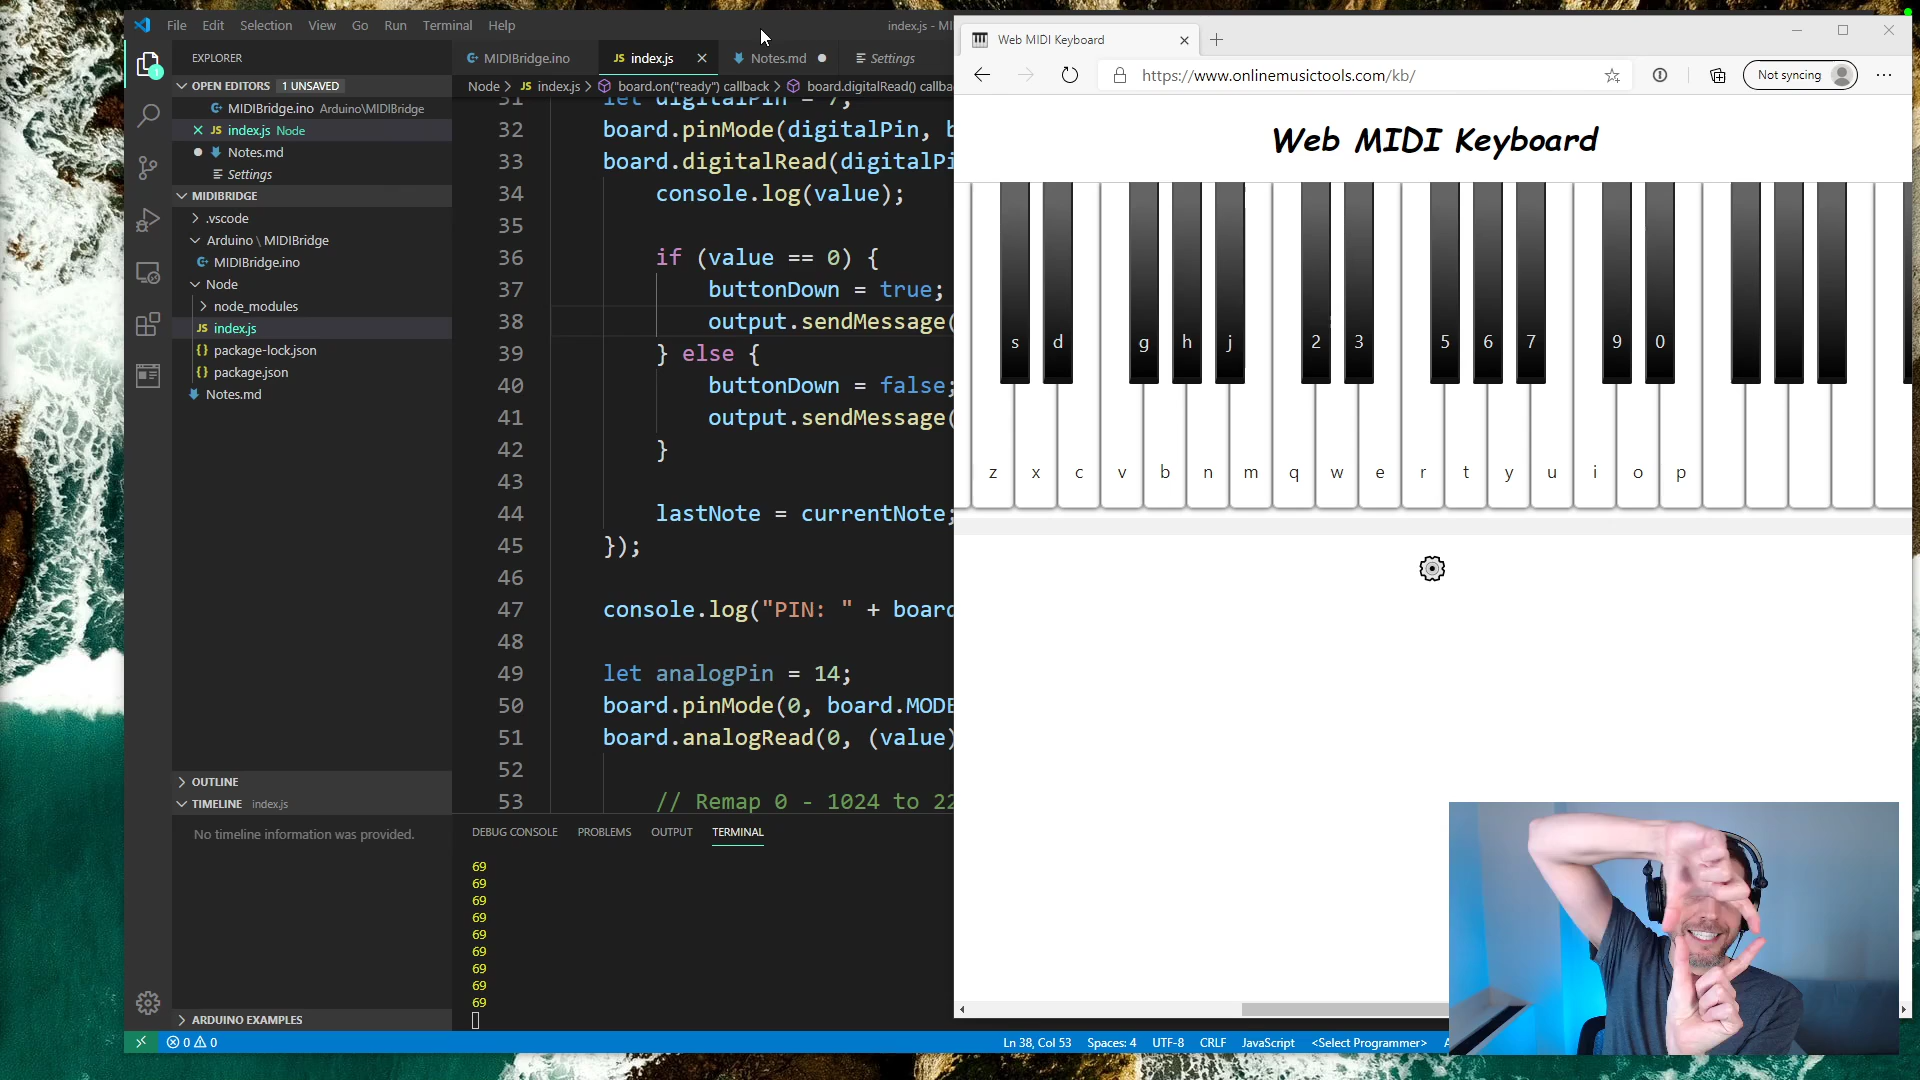 File Edit Selection View Go Run Terminal Help
index.js - MI
EXPLORER
OPEN EDITORS 1 UNSAVED
MIDIBridge.ino Arduino\MIDIBridge
index.js Node
Notes.md
Settings
MIDIBRIDGE
.vscode
Arduino \ MIDIBridge
MIDIBridge.ino
Node
node_modules
index.js
package-lock.json
package.json
Notes.md
OUTLINE
TIMELINE index.js
No timeline information was provided.
ARDUINO EXAMPLES
MIDIBridge.ino index.js Notes.md Settings
Node > index.js > board.on("ready") callback > board.digitalRead() callba
31 let digitalPin = 7;
32 board.pinMode(digitalPin, b
33 board.digitalRead(digitalPi
34 console.log(value);
35
36 if (value == 0) {
37 buttonDown = true;
38 output.sendMessage(
39 } else {
40 buttonDown = false;
41 output.sendMessage(
42 }
43
44 lastNote = currentNote;
45 });
46
47 console.log("PIN: " + board
48
49 let analogPin = 14;
50 board.pinMode(0, board.MODE
51 board.analogRead(0, (value)
52
53 // Remap 0 - 1024 to 22
DEBUG CONSOLE PROBLEMS OUTPUT TERMINAL
69
69
69
69
69
69
69
69
69
0 0
Ln 38, Col 53 Spaces: 4 UTF-8 CRLF JavaScript <Select Programmer> A
Web MIDI Keyboard
https://www.onlinemusictools.com/kb/
Not syncing
Web MIDI Keyboard
s d g h j 2 3 5 6 7 9 0
z x c v b n m q w e r t y u i o p